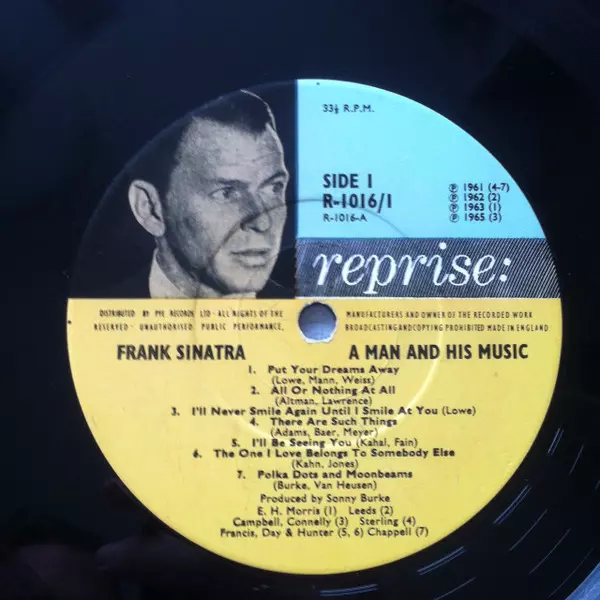 33⅓ R.P.M.
SIDE 1
R-1016/1
R-1016-A
℗ 1961 (4-7)
℗ 1962 (2)
℗ 1963 (1)
℗ 1965 (3)
reprise:
DISTRIBUTED BY PYE RECORDS LTD · ALL RIGHTS OF THE
RESERVED · UNAUTHORISED PUBLIC PERFORMANCE,
MANUFACTURERS AND OWNER OF THE RECORDED WORK
BROADCASTING AND COPYING PROHIBITED MADE IN ENGLAND
FRANK SINATRA A MAN AND HIS MUSIC
1. Put Your Dreams Away
(Lowe, Mann, Weiss)
2. All Or Nothing At All
(Altman, Lawrence)
3. I'll Never Smile Again Until I Smile At You (Lowe)
4. There Are Such Things
(Adams, Baer, Meyer)
5. I'll Be Seeing You (Kahal, Fain)
6. The One I Love Belongs To Somebody Else
(Kahn, Jones)
7. Polka Dots and Moonbeams
(Burke, Van Heusen)
Produced by Sonny Burke
E. H. Morris (1) Leeds (2)
Campbell, Connelly (3) Sterling (4)
Francis, Day & Hunter (5, 6) Chappell (7)